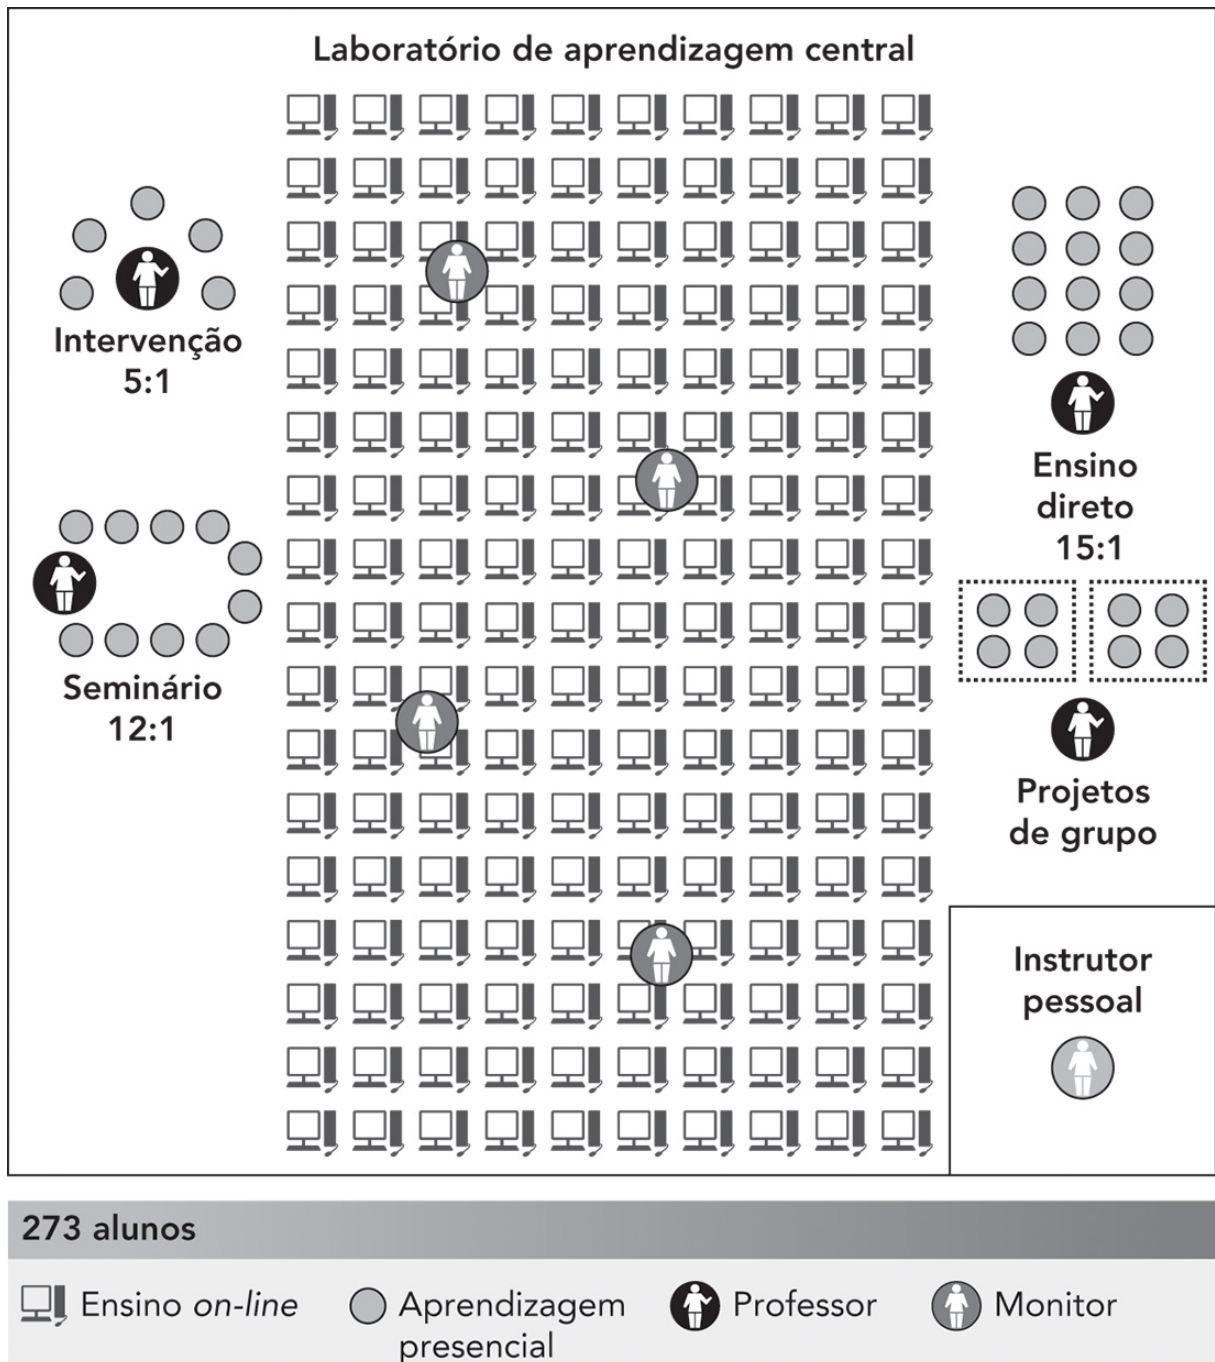 Laboratório de aprendizagem central
Intervenção
5:1
Seminário
12:1
Ensino
direto
15:1
Projetos
de grupo
Instrutor
pessoal
273 alunos
Ensino on-line
Aprendizagem
presencial
Professor
Monitor